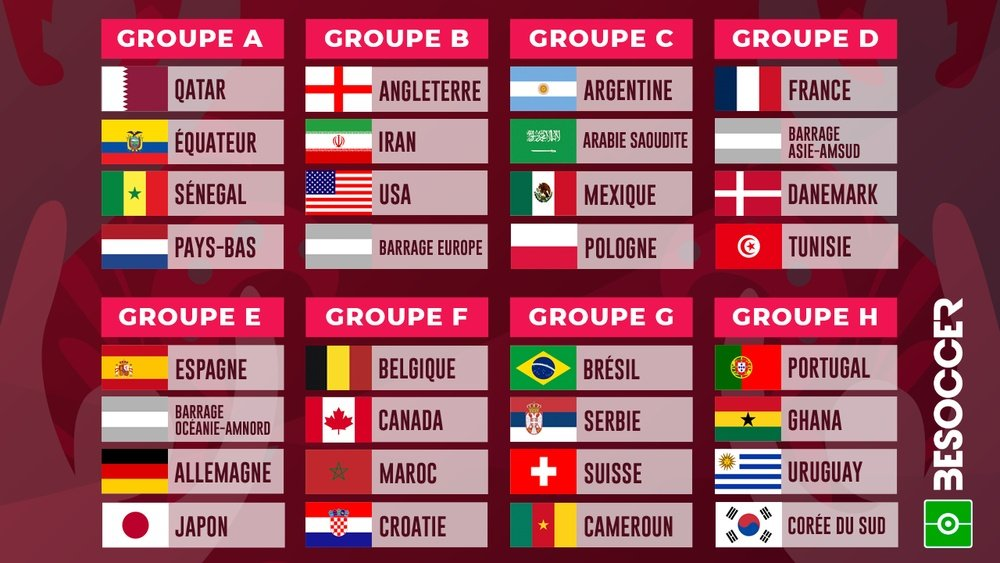 GROUPE A
QATAR
ÉQUATEUR
SÉNÉGAL
PAYS-BAS
GROUPE B
ANGLETERRE
IRAN
USA
BARRAGE EUROPE
GROUPE C
ARGENTINE
ARABIE SAOUDITE
MEXIQUE
POLOGNE
GROUPE D
FRANCE
BARRAGE
ASIE-AMSUD
DANEMARK
TUNISIE
GROUPE E
ESPAGNE
BARRAGE
OCÉANIE-AMNORD
ALLEMAGNE
JAPON
GROUPE F
BELGIQUE
CANADA
MAROC
CROATIE
GROUPE G
BRÉSIL
SERBIE
SUISSE
CAMEROUN
GROUPE H
PORTUGAL
GHANA
URUGUAY
CORÉE DU SUD
BESOCCER